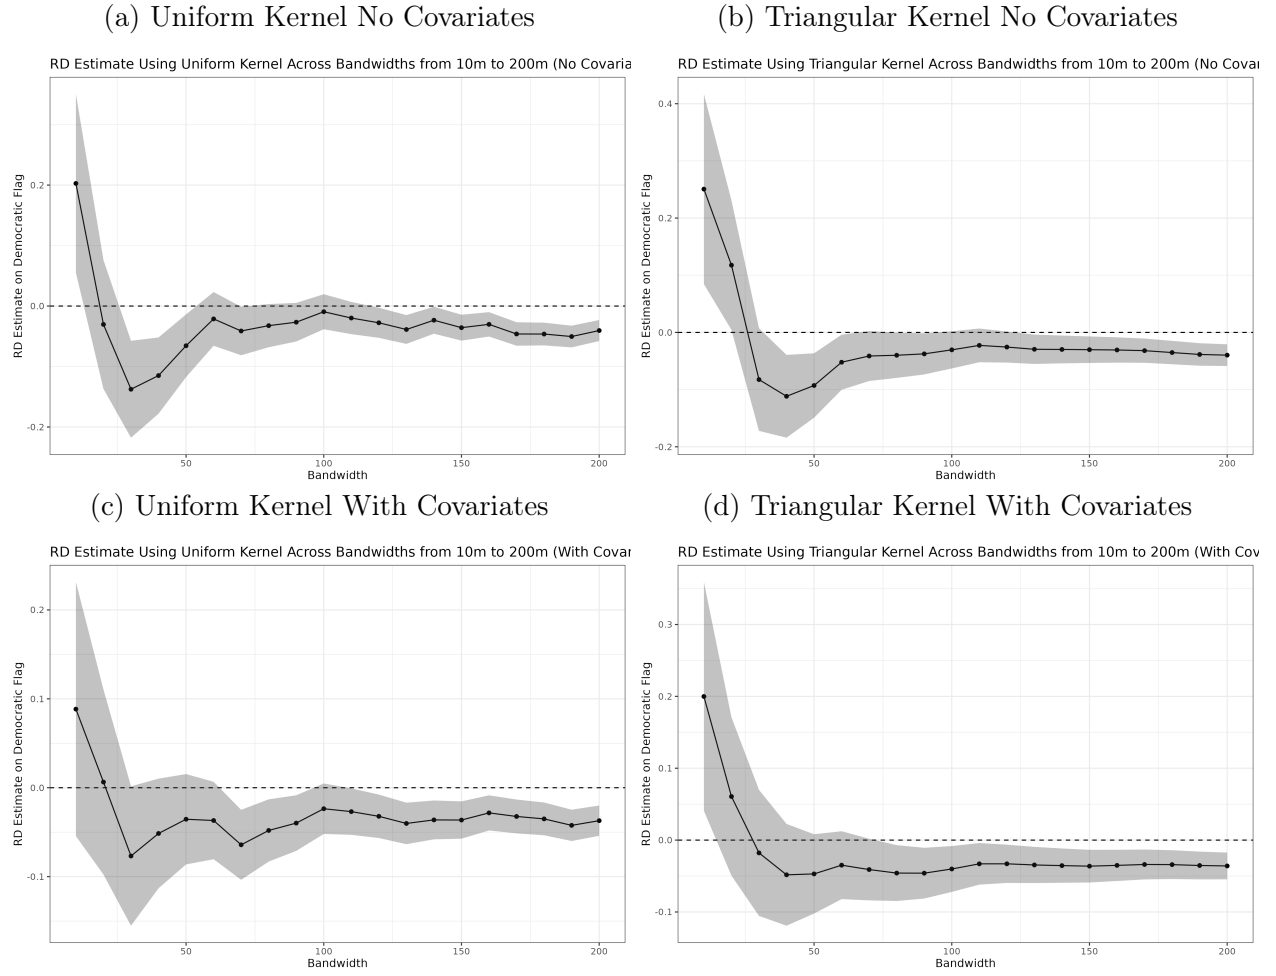 (a) Uniform Kernel No Covariates
RD Estimate Using Uniform Kernel Across Bandwidths from 10m to 200m (No Covaria
RD Estimate on Democratic Flag
0.2
0.0
-0.2
50 100 150 200
Bandwidth
(b) Triangular Kernel No Covariates
RD Estimate Using Triangular Kernel Across Bandwidths from 10m to 200m (No Covar
RD Estimate on Democratic Flag
0.4
0.2
0.0
-0.2
50 100 150 200
Bandwidth
(c) Uniform Kernel With Covariates
RD Estimate Using Uniform Kernel Across Bandwidths from 10m to 200m (With Covar
RD Estimate on Democratic Flag
0.2
0.1
0.0
-0.1
50 100 150 200
Bandwidth
(d) Triangular Kernel With Covariates
RD Estimate Using Triangular Kernel Across Bandwidths from 10m to 200m (With Cov
RD Estimate on Democratic Flag
0.3
0.2
0.1
0.0
-0.1
50 100 150 200
Bandwidth